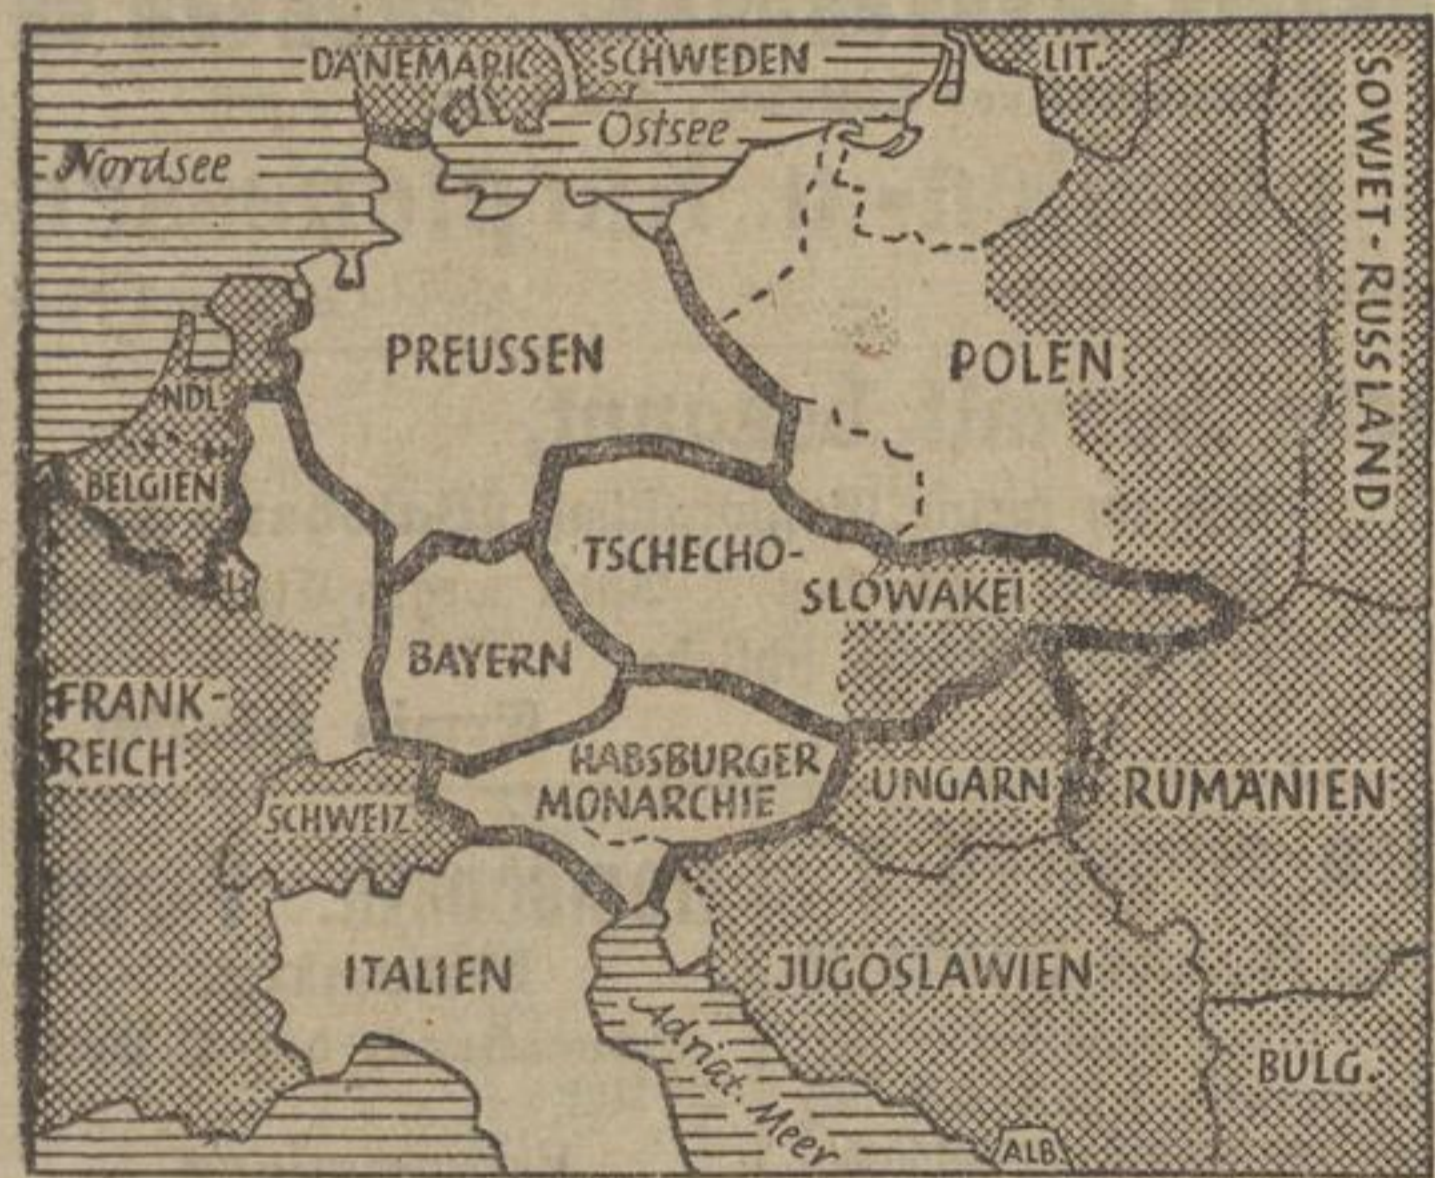 DÄNEMARK
SCHWEDEN
LIT.
SOWJET-RUSSLAND
Ostsee
Nordsee
PREUSSEN
POLEN
NDL
BELGIEN
TSCHECHO-
SLOWAKEI
L.
BAYERN
FRANK-
REICH
HABSBURGER
MONARCHIE
UNGARN
RUMÄNIEN
SCHWEIZ
ITALIEN
JUGOSLAWIEN
Adriat. Meer
BULG.
ALB.